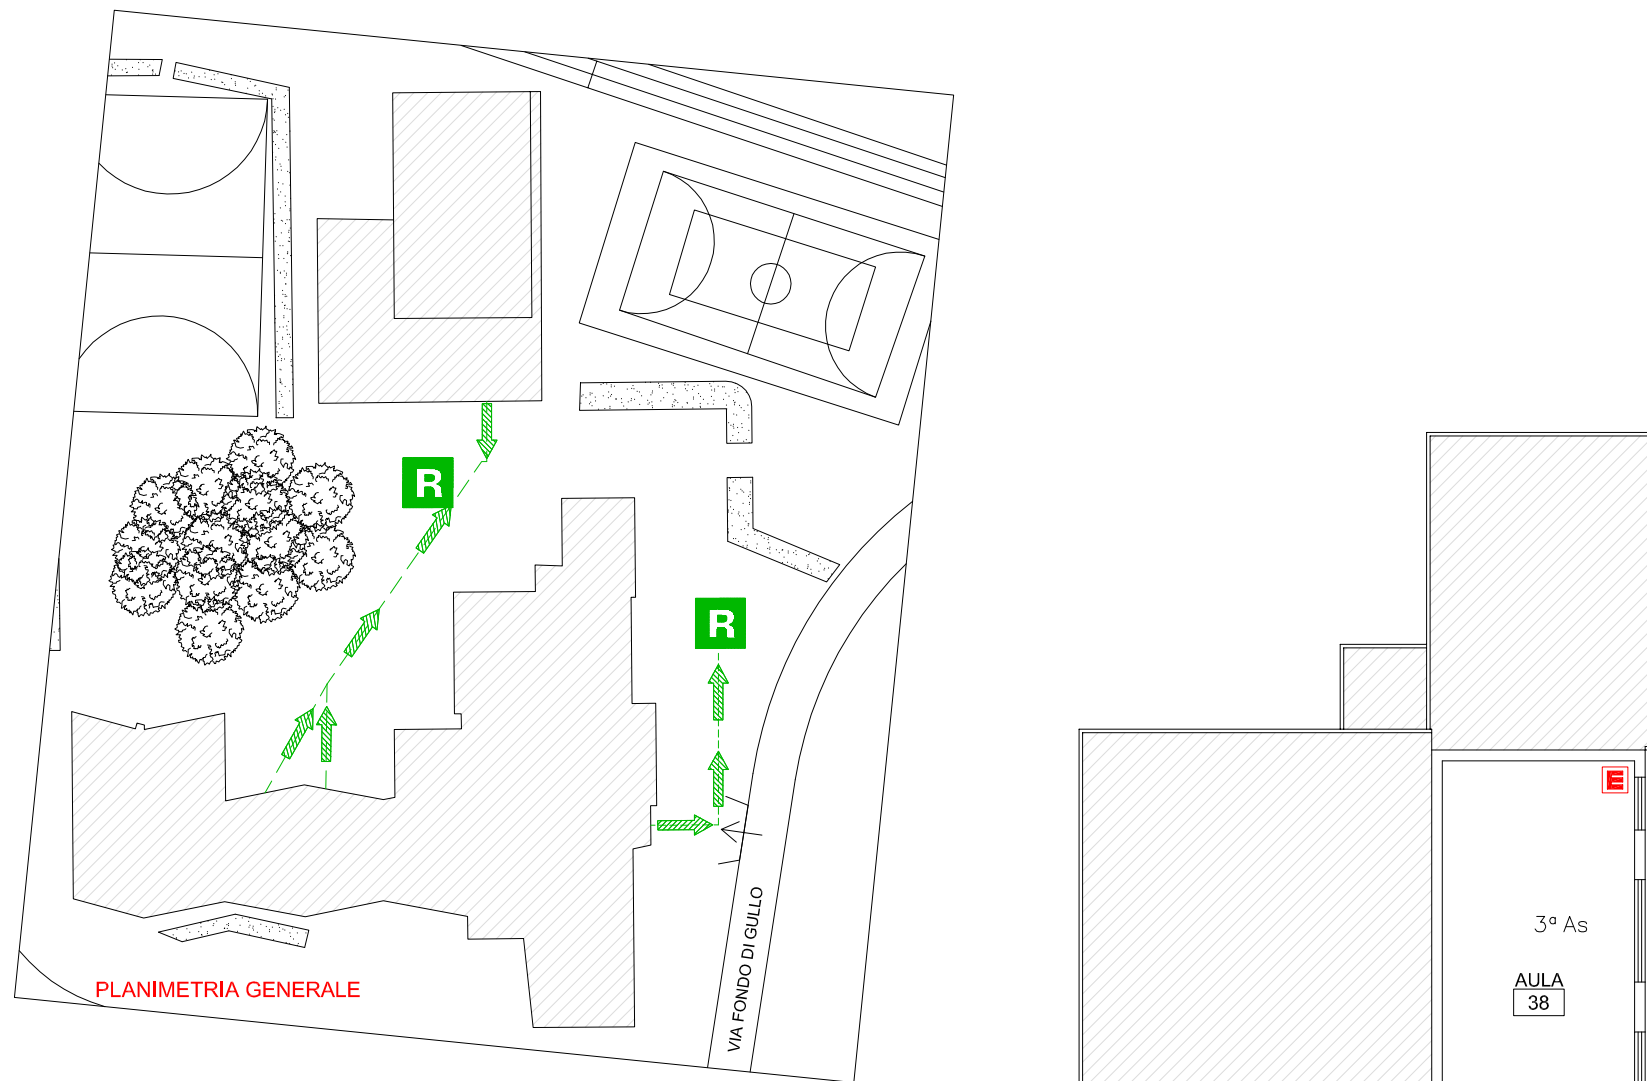 R
R
PLANIMETRIA GENERALE
VIA FONDO DI GULLO
E
3ª As
AULA
38